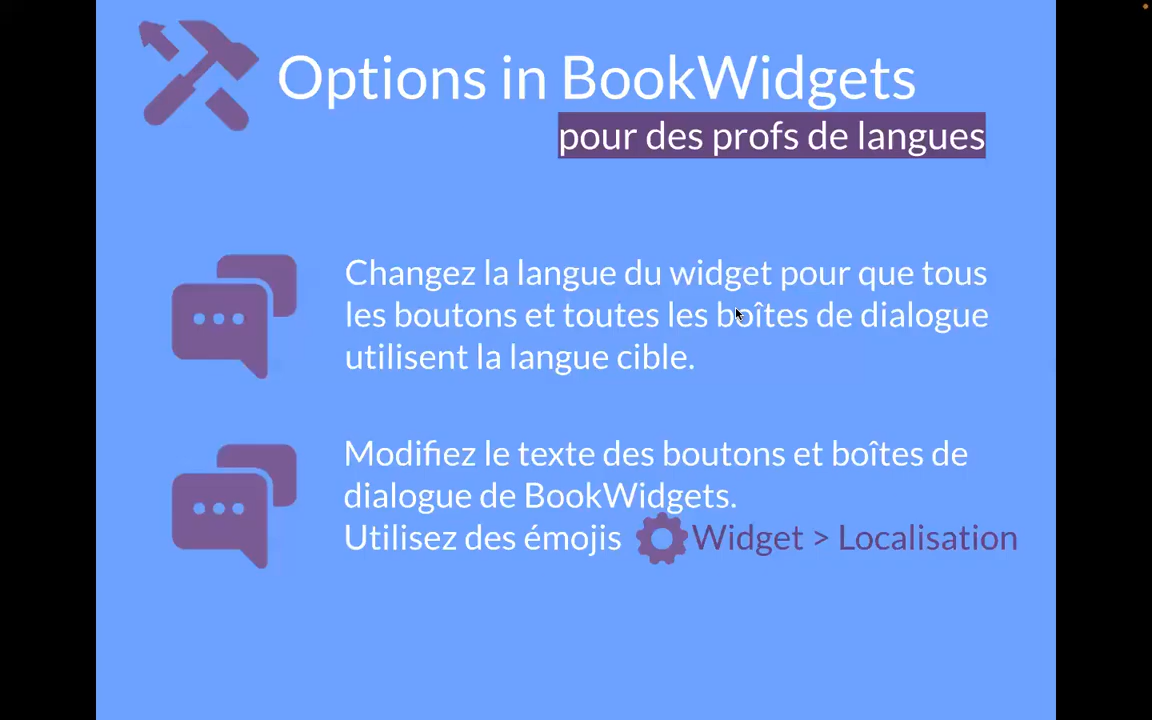 Options in BookWidgets
pour des profs de langues
Changez la langue du widget pour que tous
les boutons et toutes les boîtes de dialogue
utilisent la langue cible.
Modifiez le texte des boutons et boîtes de
dialogue de BookWidgets.
Utilisez des émojis Widget > Localisation